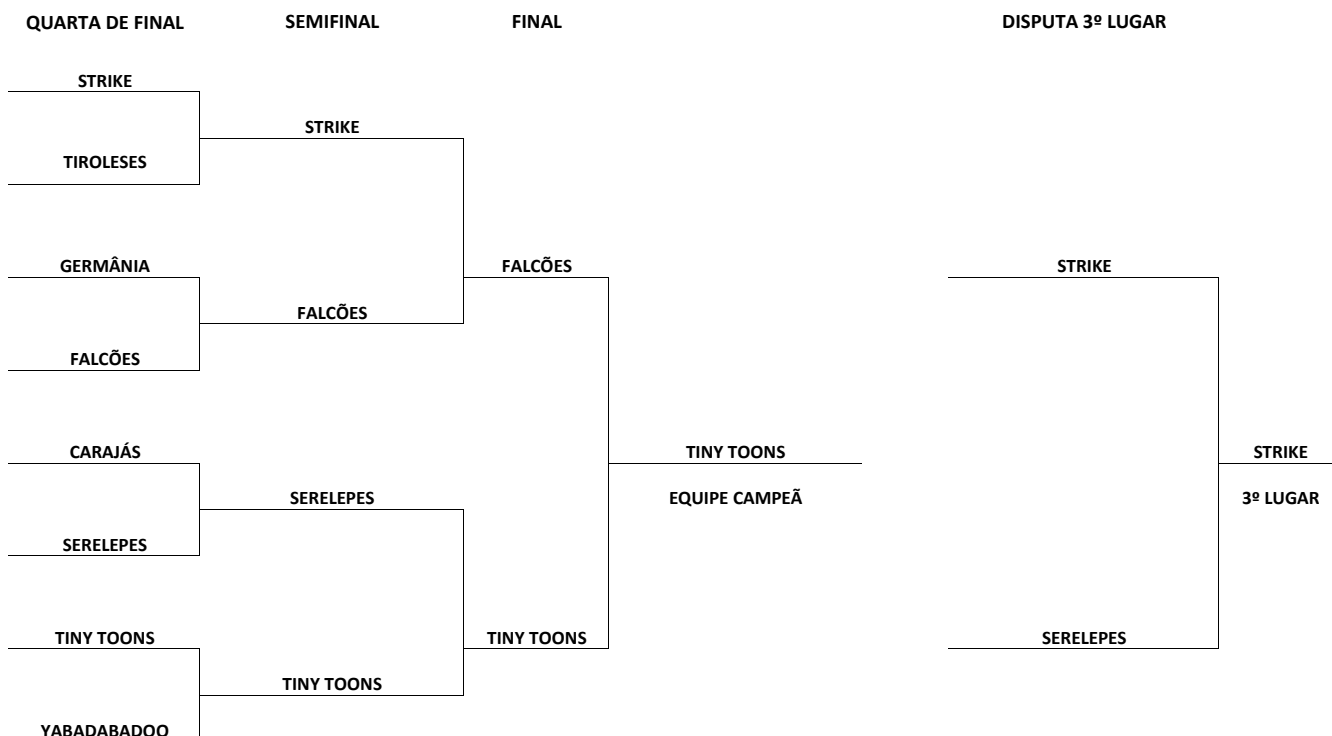 QUARTA DE FINAL SEMIFINAL FINAL DISPUTA 3º LUGAR
STRIKE
STRIKE
TIROLESES
GERMÂNIA FALCÕES STRIKE
FALCÕES
FALCÕES
CARAJÁS TINY TOONS STRIKE
SERELEPES EQUIPE CAMPEÃ 3º LUGAR
SERELEPES
TINY TOONS TINY TOONS SERELEPES
TINY TOONS
YABADABADOO